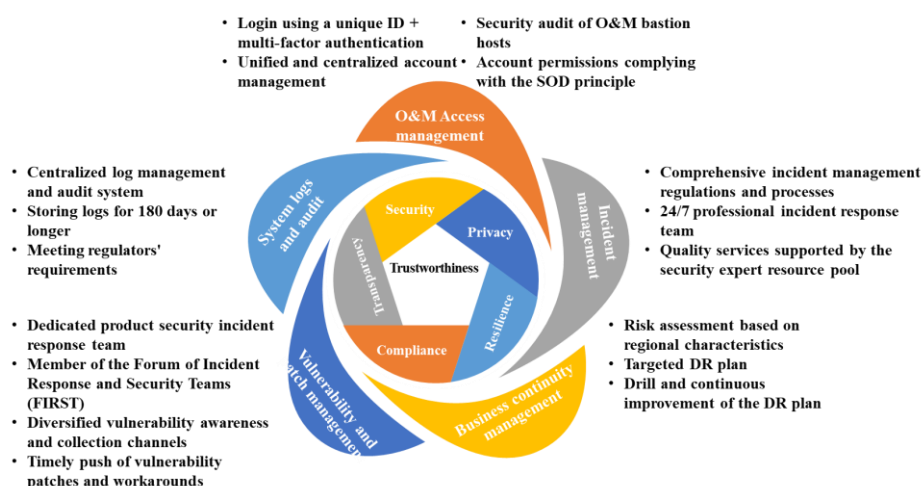 • Login using a unique ID +
multi-factor authentication
• Unified and centralized account
management
• Security audit of O&M bastion
hosts
• Account permissions complying
with the SOD principle
O&M Access
management
• Centralized log management
and audit system
• Storing logs for 180 days or
longer
• Meeting regulators'
requirements
System logs
and audit
Incident
management
• Comprehensive incident management
regulations and processes
• 24/7 professional incident response
team
• Quality services supported by the
security expert resource pool
Security
Privacy
Transparency
Trustworthiness
Resilience
Compliance
• Dedicated product security incident
response team
• Member of the Forum of Incident
Response and Security Teams
(FIRST)
• Diversified vulnerability awareness
and collection channels
• Timely push of vulnerability
patches and workarounds
Vulnerability and
patch management
Business continuity
management
• Risk assessment based on
regional characteristics
• Targeted DR plan
• Drill and continuous
improvement of the DR plan